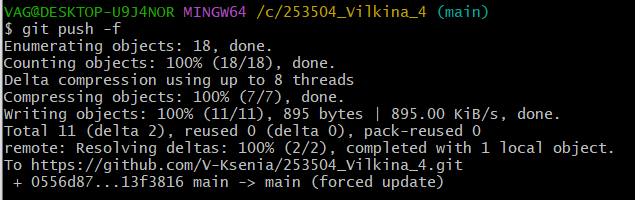 VAG@DESKTOP-U9J4NOR MINGW64 /c/253504_Vilkina_4 (main)
$ git push -f
Enumerating objects: 18, done.
Counting objects: 100% (18/18), done.
Delta compression using up to 8 threads
Compressing objects: 100% (7/7), done.
Writing objects: 100% (11/11), 895 bytes | 895.00 KiB/s, done.
Total 11 (delta 2), reused 0 (delta 0), pack-reused 0
remote: Resolving deltas: 100% (2/2), completed with 1 local object.
To https://github.com/V-Ksenia/253504_Vilkina_4.git
 + 0556d87...13f3816 main -> main (forced update)